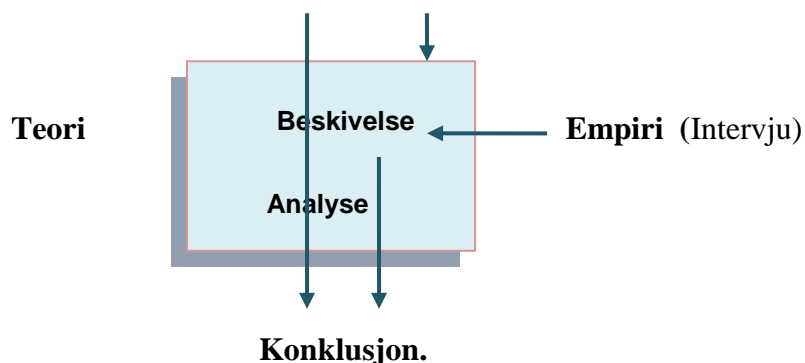 Teori
Beskivelse
Empiri (Intervju)
Analyse
Konklusjon.